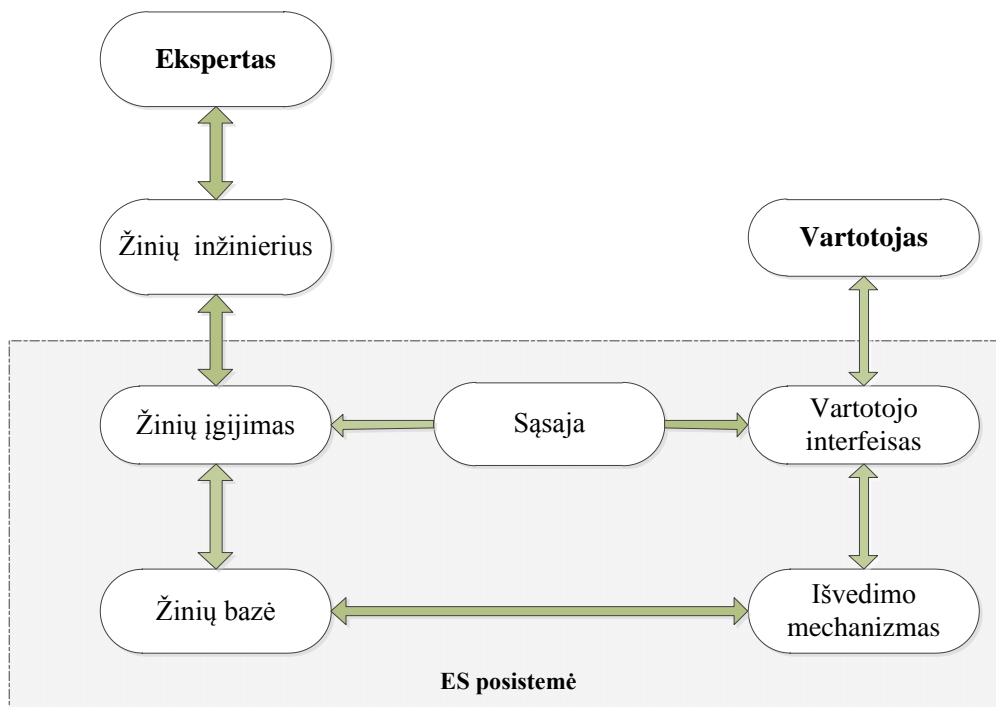 Ekspertas
Žinių inžinierius
Vartotojas
Žinių įgijimas
Sąsaja
Vartotojo
interfeisas
Žinių bazė
Išvedimo
mechanizmas
ES posistemė